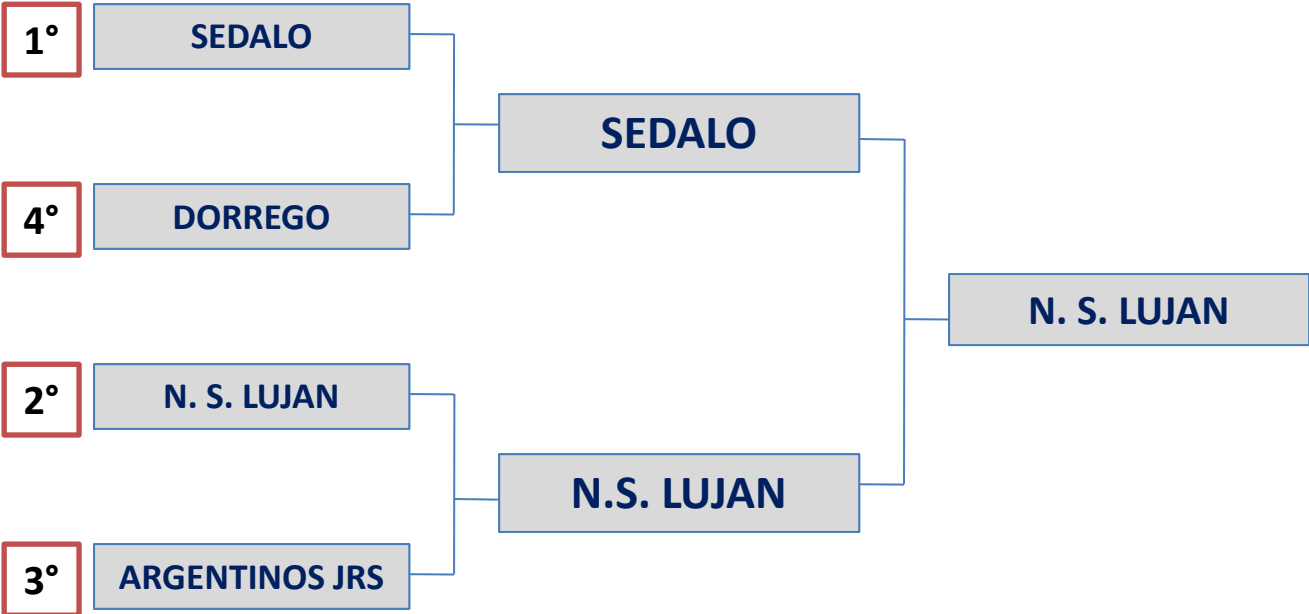 1° SEDALO
SEDALO
4° DORREGO
N. S. LUJAN
2° N. S. LUJAN
N.S. LUJAN
3° ARGENTINOS JRS